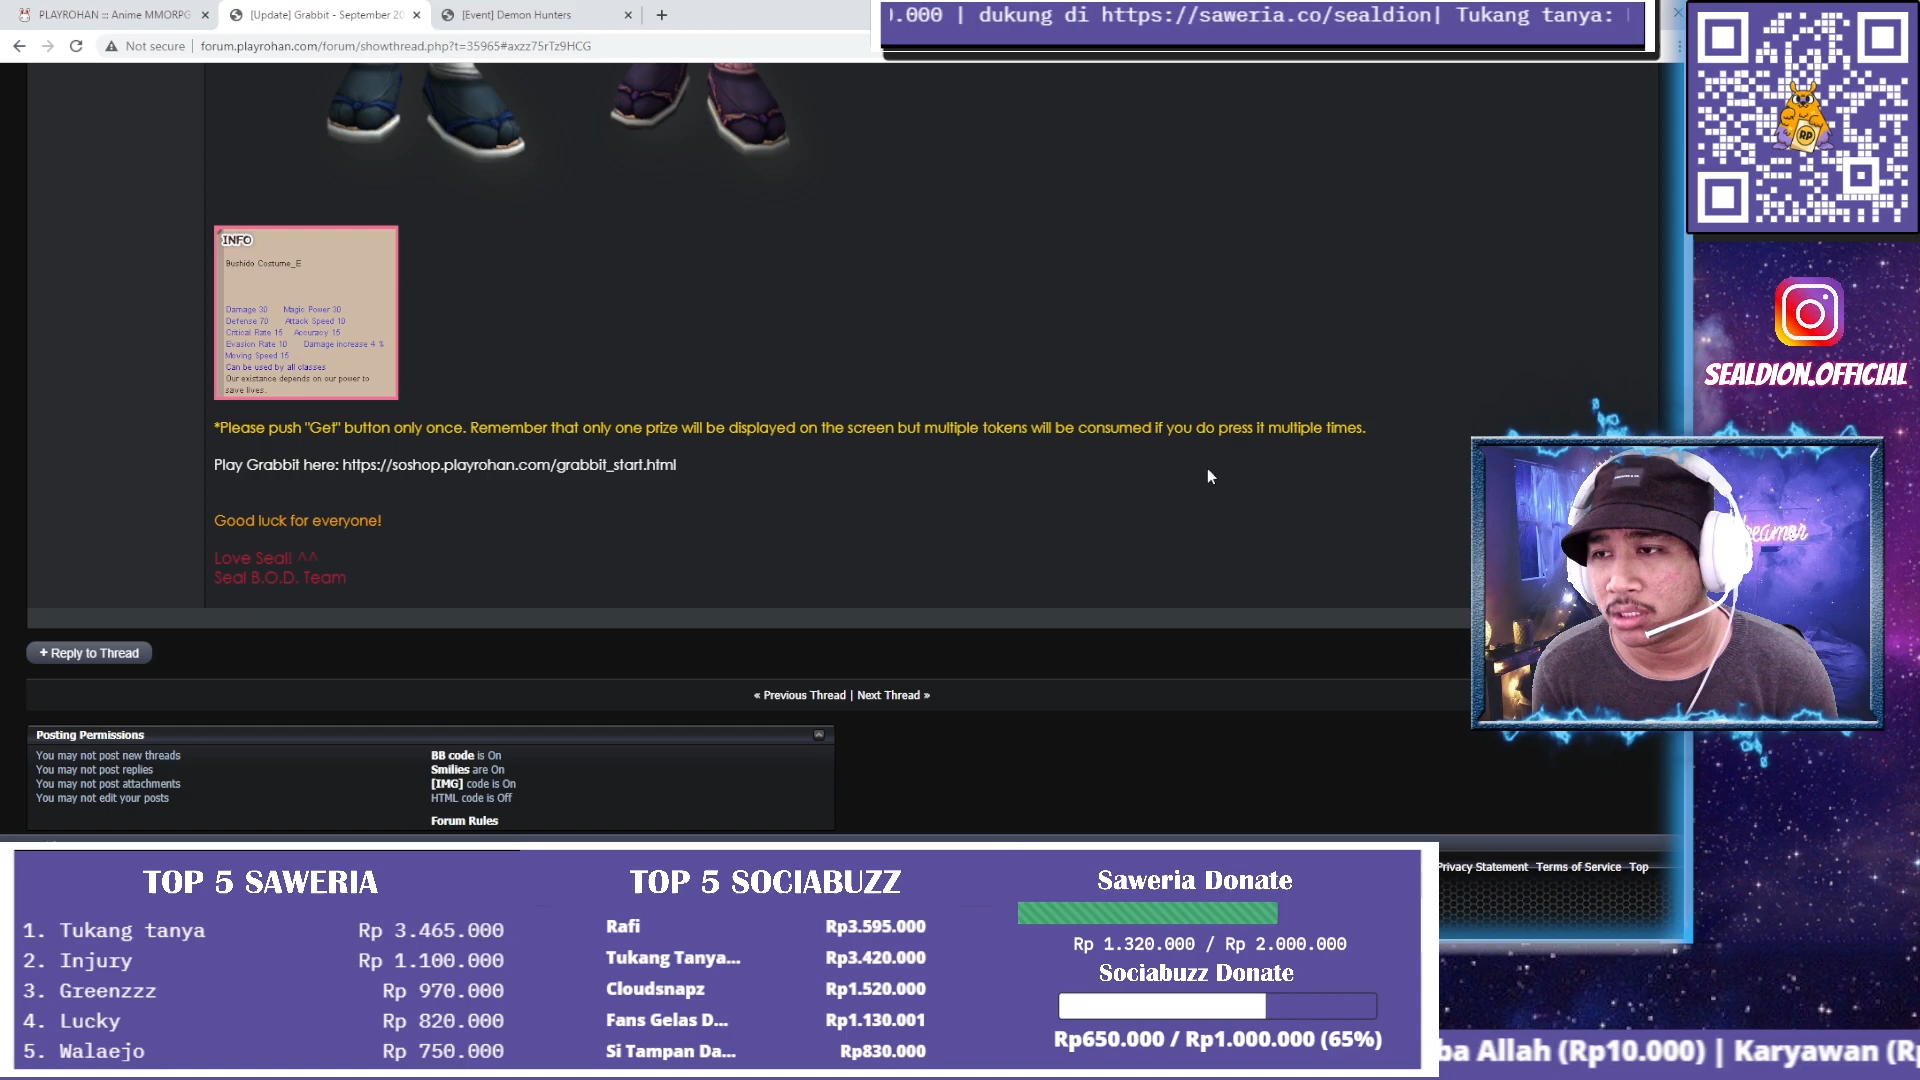 PLAYROHAN ::: Anime MMORPG
[Update] Grabbit - September 20
[Event] Demon Hunters
0.000 | dukung di https://saweria.co/sealdion| Tukang tanya:
Not secure
forum.playrohan.com/forum/showthread.php?t=35965#axzz75rTz9HCG
RP
INFO
Bushido Costume_E
Damage 30 Magic Power 30
Defense 70 Attack Speed 10
Critical Rate 15 Accuracy 15
Evasion Rate 10 Damage increase 4 %
Moving Speed 15
Can be used by all classes
Our existance depends on our power to
save lives.
SEALDION.OFFICIAL
*Please push "Get" button only once. Remember that only one prize will be displayed on the screen but multiple tokens will be consumed if you do press it multiple times.
Play Grabbit here: https://soshop.playrohan.com/grabbit_start.html
Good luck for everyone!
Love Seal! ^^
Seal B.O.D. Team
+ Reply to Thread
« Previous Thread | Next Thread »
Posting Permissions
You may not post new threads
You may not post replies
You may not post attachments
You may not edit your posts
BB code is On
Smilies are On
[IMG] code is On
HTML code is Off
Forum Rules
Privacy Statement Terms of Service Top
TOP 5 SAWERIA
1. Tukang tanya Rp 3.465.000
2. Injury Rp 1.100.000
3. Greenzzz Rp 970.000
4. Lucky Rp 820.000
5. Walaejo Rp 750.000
TOP 5 SOCIABUZZ
Rafi Rp3.595.000
Tukang Tanya... Rp3.420.000
Cloudsnapz Rp1.520.000
Fans Gelas D... Rp1.130.001
Si Tampan Da... Rp830.000
Saweria Donate
Rp 1.320.000 / Rp 2.000.000
Sociabuzz Donate
Rp650.000 / Rp1.000.000 (65%)
ba Allah (Rp10.000) | Karyawan (Rp